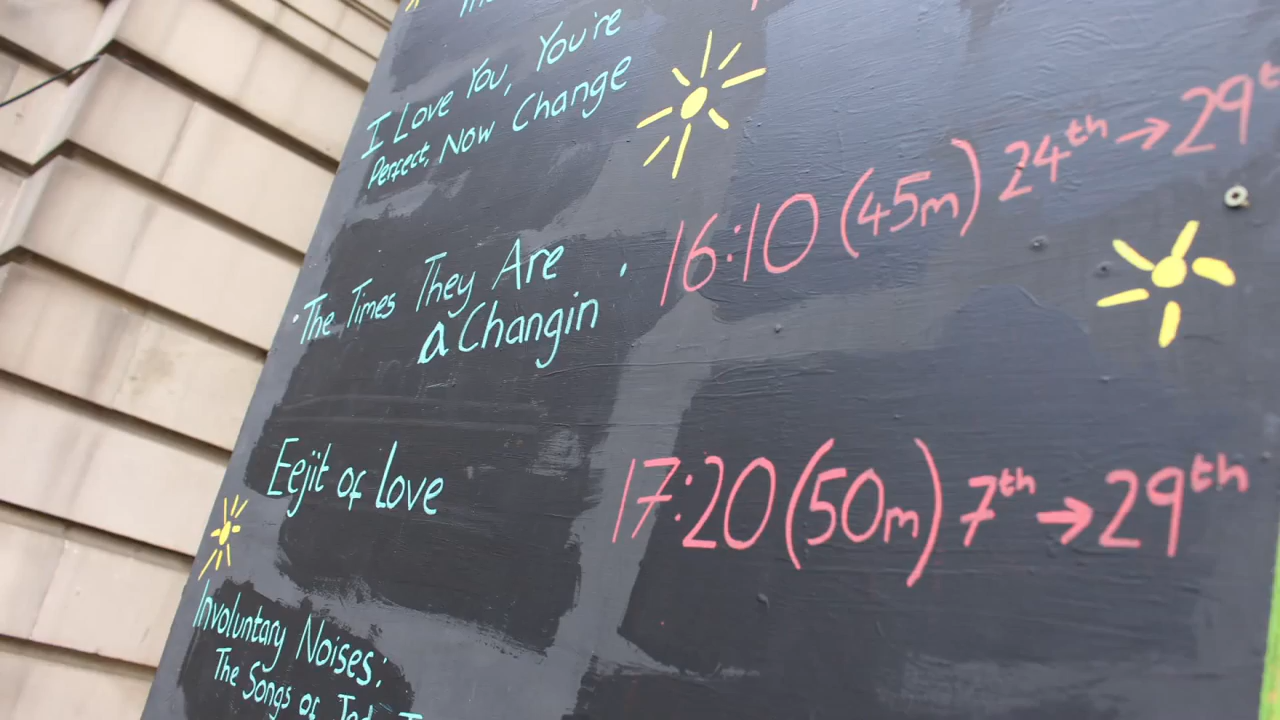 I Love You, You're
Perfect, Now Change
·The Times They Are ·
a Changin
16:10 (45m) 24th → 29th
Eejit of Love
17:20 (50m) 7th → 29th
Involuntary Noises:
The Songs of